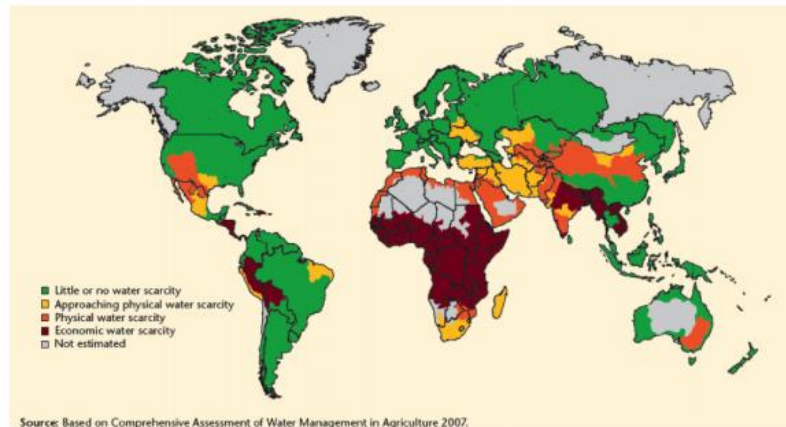 Little or no water scarcity
Approaching physical water scarcity
Physical water scarcity
Economic water scarcity
Not estimated
Source: Based on Comprehensive Assessment of Water Management in Agriculture 2007.